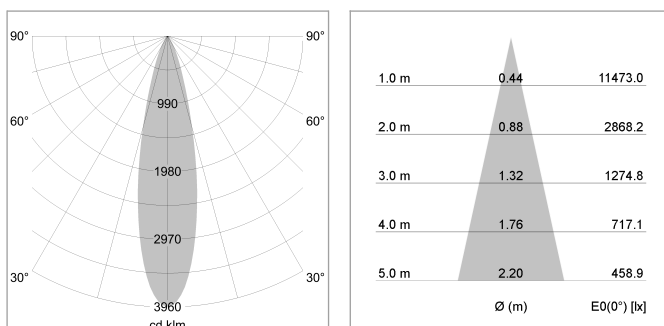 90° 90°
990
60° 60°
1980
2970
30° 30°
3960
cd klm
1.0 m 0.44 11473.0
2.0 m 0.88 2868.2
3.0 m 1.32 1274.8
4.0 m 1.76 717.1
5.0 m 2.20 458.9
Ø (m) E0(0°) [lx]